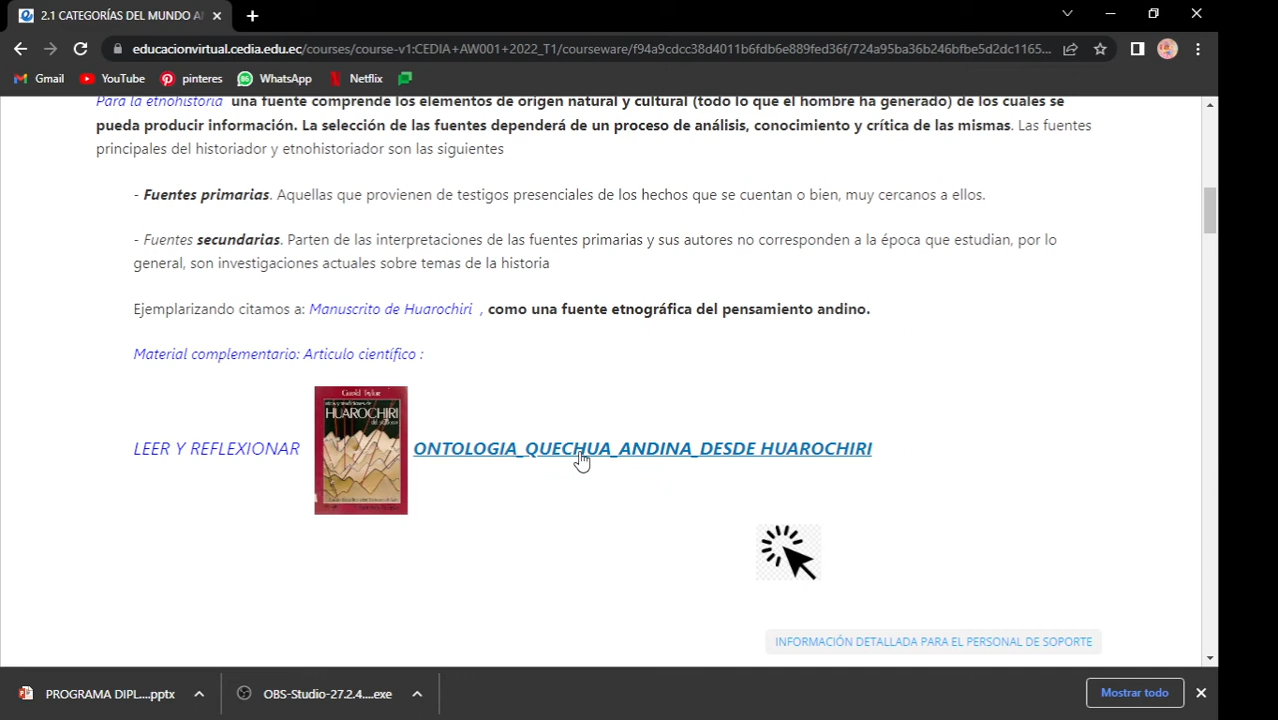 2.1 CATEGORÍAS DEL MUNDO AN
educacionvirtual.cedia.edu.ec/courses/course-v1:CEDIA+AW001+2022_T1/courseware/f94a9cdcc38d4011b6fdb6e889fed36f/724a95ba36b246bfbe5d2dc1165...
Gmail YouTube pinteres WhatsApp Netflix
Para la etnohistoria una fuente comprende los elementos de origen natural y cultural (todo lo que el hombre ha generado) de los cuales se
pueda producir información. La selección de las fuentes dependerá de un proceso de análisis, conocimiento y crítica de las mismas. Las fuentes
principales del historiador y etnohistoriador son las siguientes
- Fuentes primarias. Aquellas que provienen de testigos presenciales de los hechos que se cuentan o bien, muy cercanos a ellos.
- Fuentes secundarias. Parten de las interpretaciones de las fuentes primarias y sus autores no corresponden a la época que estudian, por lo
general, son investigaciones actuales sobre temas de la historia
Ejemplarizando citamos a: Manuscrito de Huarochiri , como una fuente etnográfica del pensamiento andino.
Material complementario: Articulo científico :
Gerald Taylor
HUAROCHIRI
LEER Y REFLEXIONAR ONTOLOGIA_QUECHUA_ANDINA_DESDE HUAROCHIRI
INFORMACIÓN DETALLADA PARA EL PERSONAL DE SOPORTE
PROGRAMA DIPL....pptx OBS-Studio-27.2.4....exe Mostrar todo